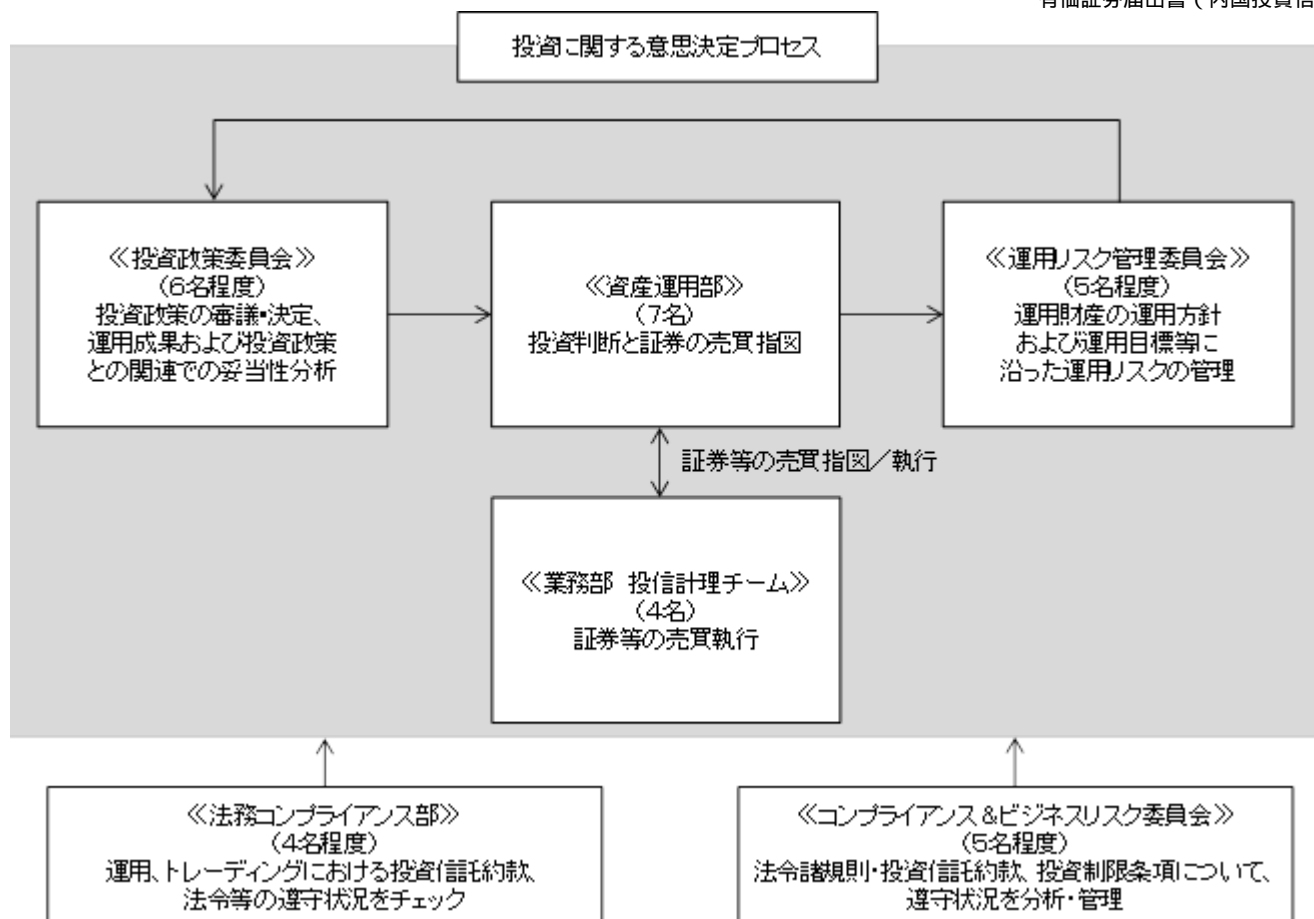 有価証券届出書(内国投資信
投資に関する意思決定プロセス
≪投資政策委員会≫
(6名程度)
投資政策の審議・決定、
運用成果および投資政策
との関連での妥当性分析
≪資産運用部≫
(7名)
投資判断と証券の売買指図
≪運用リスク管理委員会≫
(5名程度)
運用財産の運用方針
および運用目標等に
沿った運用リスクの管理
証券等の売買指図/執行
≪業務部 投信計理チーム≫
(4名)
証券等の売買執行
≪法務コンプライアンス部≫
(4名程度)
運用、トレーディングにおける投資信託約款、
法令等の遵守状況をチェック
≪コンプライアンス&ビジネスリスク委員会≫
(5名程度)
法令諸規則・投資信託約款、投資制限条項について、
遵守状況を分析・管理